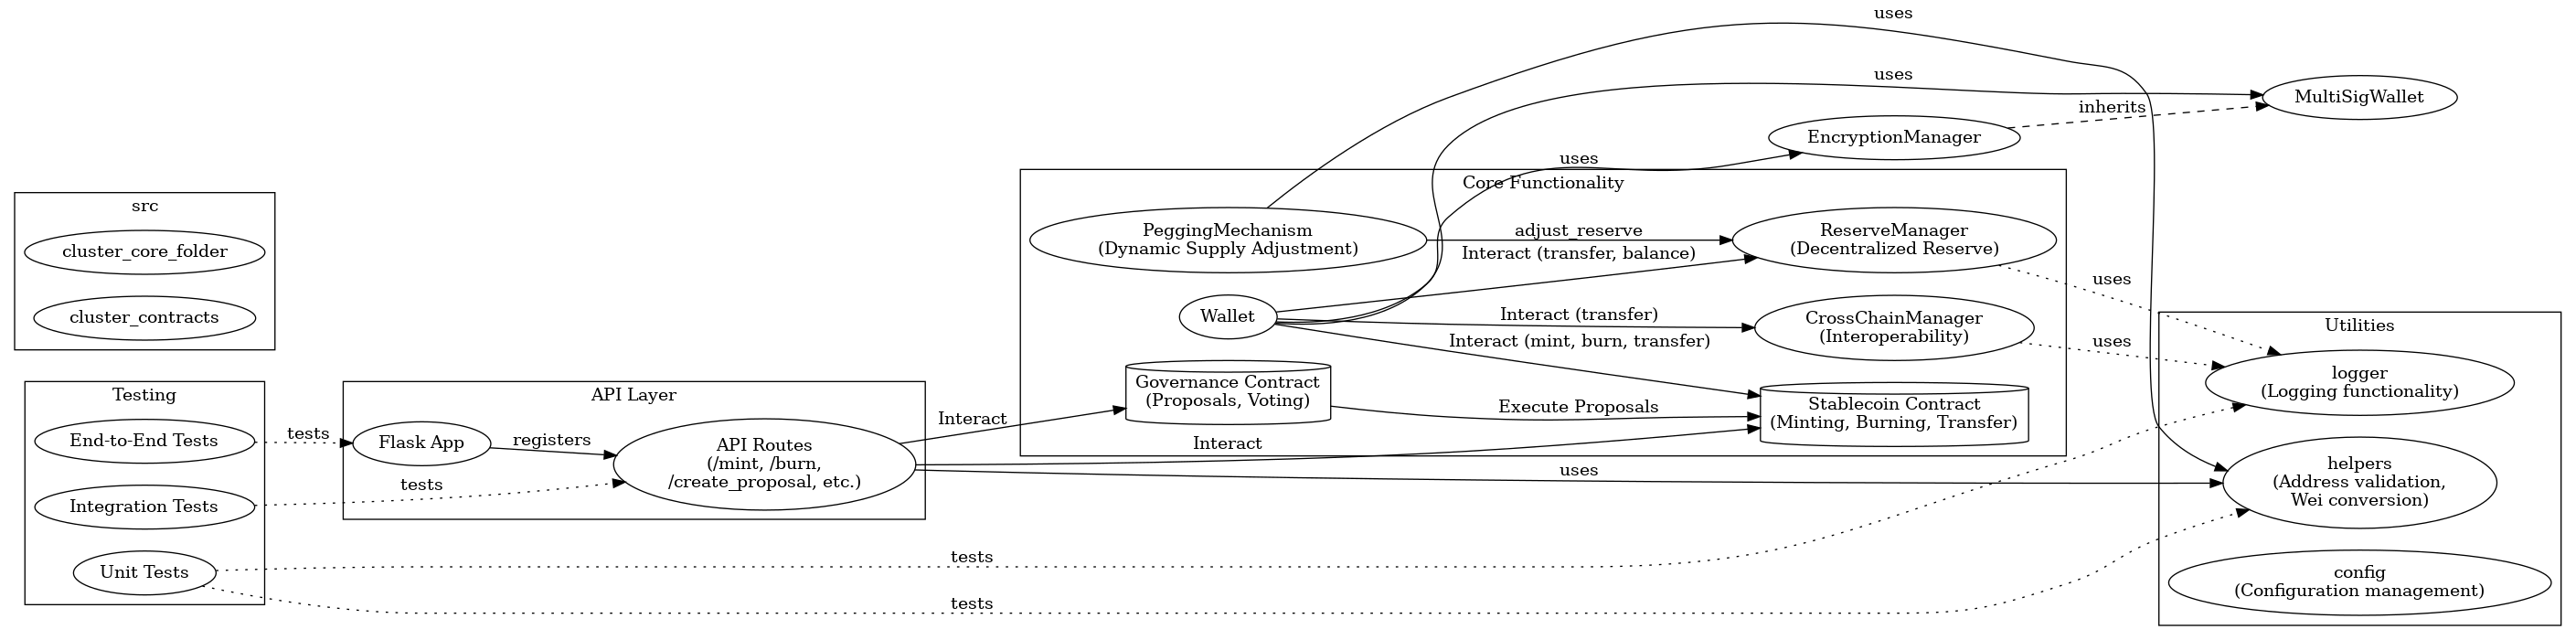 src
cluster_core_folder
cluster_contracts
Testing
End-to-End Tests
Integration Tests
Unit Tests
tests
tests
tests
tests
API Layer
Flask App
registers
API Routes
(/mint, /burn,
/create_proposal, etc.)
Interact
Interact
uses
Core Functionality
PeggingMechanism
(Dynamic Supply Adjustment)
Wallet
Governance Contract
(Proposals, Voting)
uses
uses
uses
adjust_reserve
Interact (transfer, balance)
Interact (transfer)
Interact (mint, burn, transfer)
Execute Proposals
ReserveManager
(Decentralized Reserve)
CrossChainManager
(Interoperability)
Stablecoin Contract
(Minting, Burning, Transfer)
EncryptionManager
inherits
MultiSigWallet
uses
uses
Utilities
logger
(Logging functionality)
helpers
(Address validation,
Wei conversion)
config
(Configuration management)